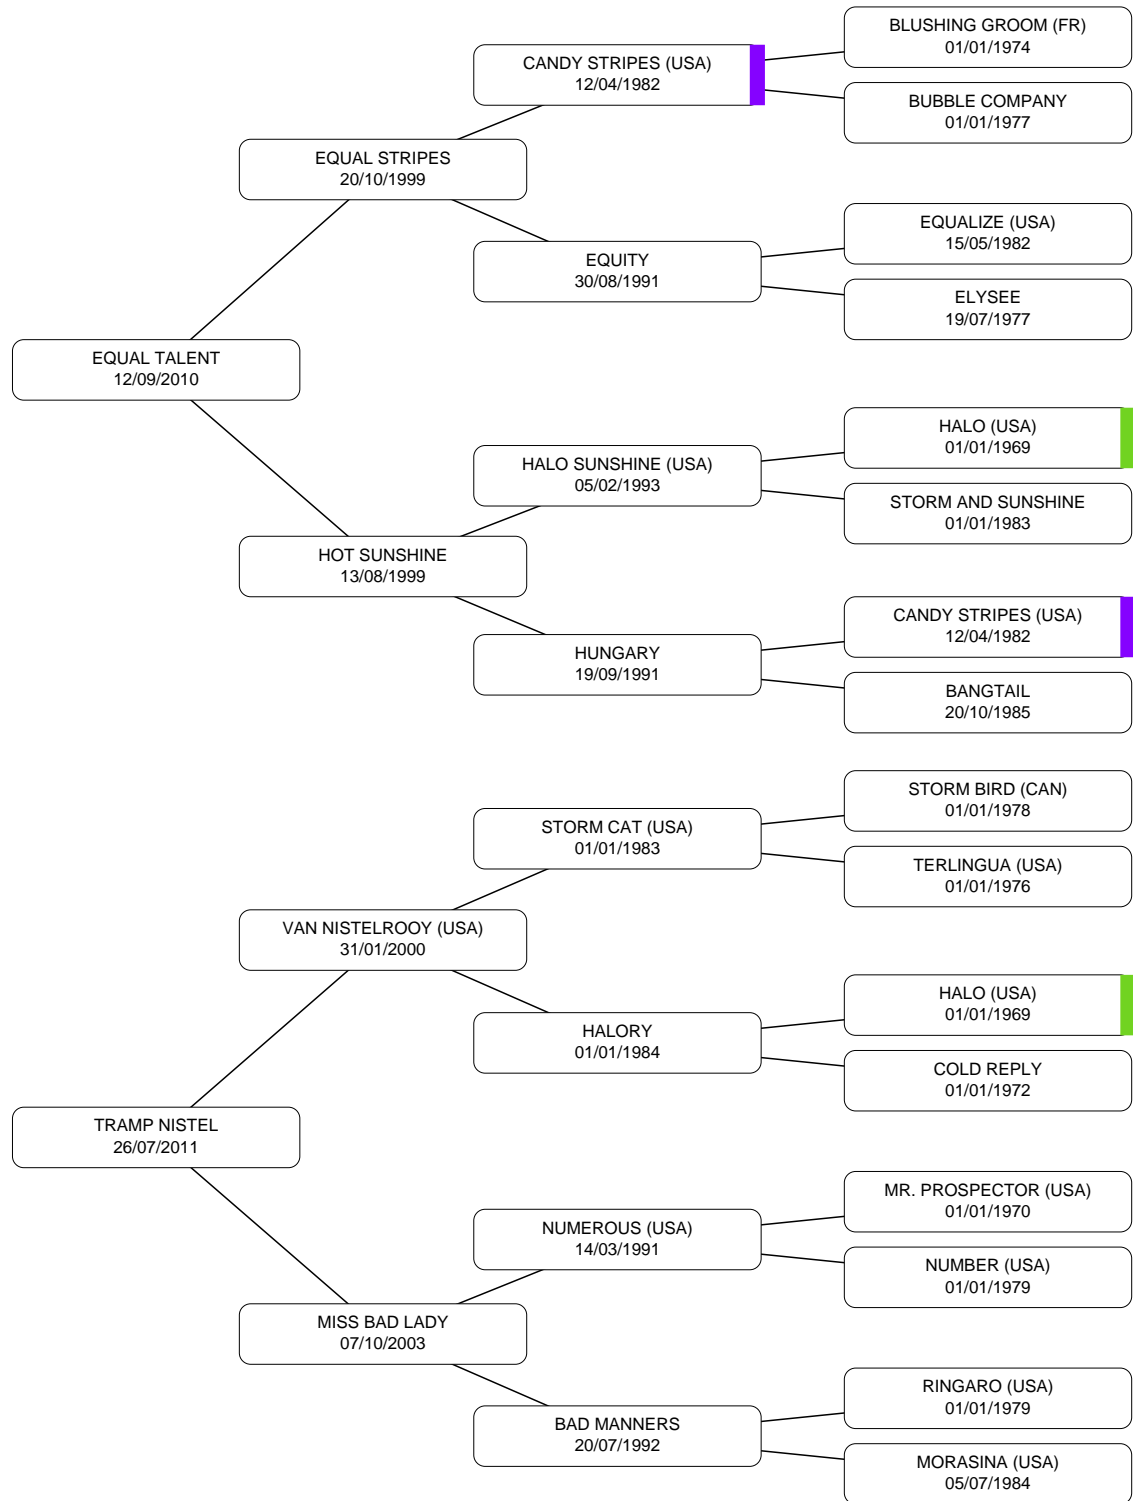 BLUSHING GROOM (FR)
01/01/1974
CANDY STRIPES (USA)
12/04/1982
BUBBLE COMPANY
01/01/1977
EQUAL STRIPES
20/10/1999
EQUALIZE (USA)
15/05/1982
EQUITY
30/08/1991
ELYSEE
19/07/1977
EQUAL TALENT
12/09/2010
HALO (USA)
01/01/1969
HALO SUNSHINE (USA)
05/02/1993
STORM AND SUNSHINE
01/01/1983
HOT SUNSHINE
13/08/1999
CANDY STRIPES (USA)
12/04/1982
HUNGARY
19/09/1991
BANGTAIL
20/10/1985
STORM BIRD (CAN)
01/01/1978
STORM CAT (USA)
01/01/1983
TERLINGUA (USA)
01/01/1976
VAN NISTELROOY (USA)
31/01/2000
HALO (USA)
01/01/1969
HALORY
01/01/1984
COLD REPLY
01/01/1972
TRAMP NISTEL
26/07/2011
MR. PROSPECTOR (USA)
01/01/1970
NUMEROUS (USA)
14/03/1991
NUMBER (USA)
01/01/1979
MISS BAD LADY
07/10/2003
RINGARO (USA)
01/01/1979
BAD MANNERS
20/07/1992
MORASINA (USA)
05/07/1984